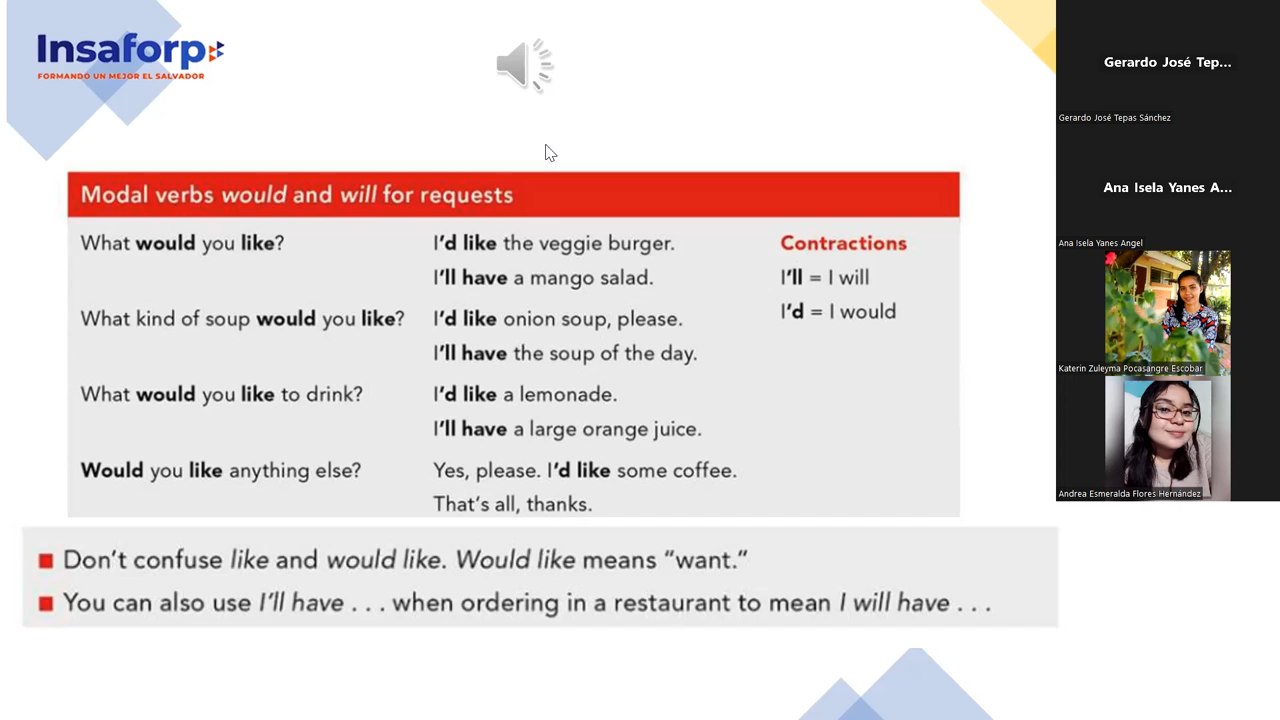 Insaforp
FORMANDO UN MEJOR EL SALVADOR
Modal verbs would and will for requests
What would you like?
I'd like the veggie burger.
I'll have a mango salad.
What kind of soup would you like?
I'd like onion soup, please.
I'll have the soup of the day.
What would you like to drink?
I'd like a lemonade.
I'll have a large orange juice.
Would you like anything else?
Yes, please. I'd like some coffee.
That's all, thanks.
Contractions
I'll = I will
I'd = I would
Don't confuse like and would like. Would like means “want.”
You can also use I'll have . . . when ordering in a restaurant to mean I will have . . .
Gerardo José Tep...
Gerardo José Tepas Sánchez
Ana Isela Yanes A...
Ana Isela Yanes Angel
Katerin Zuleyma Pocasangre Escobar
Andrea Esmeralda Flores Hernández